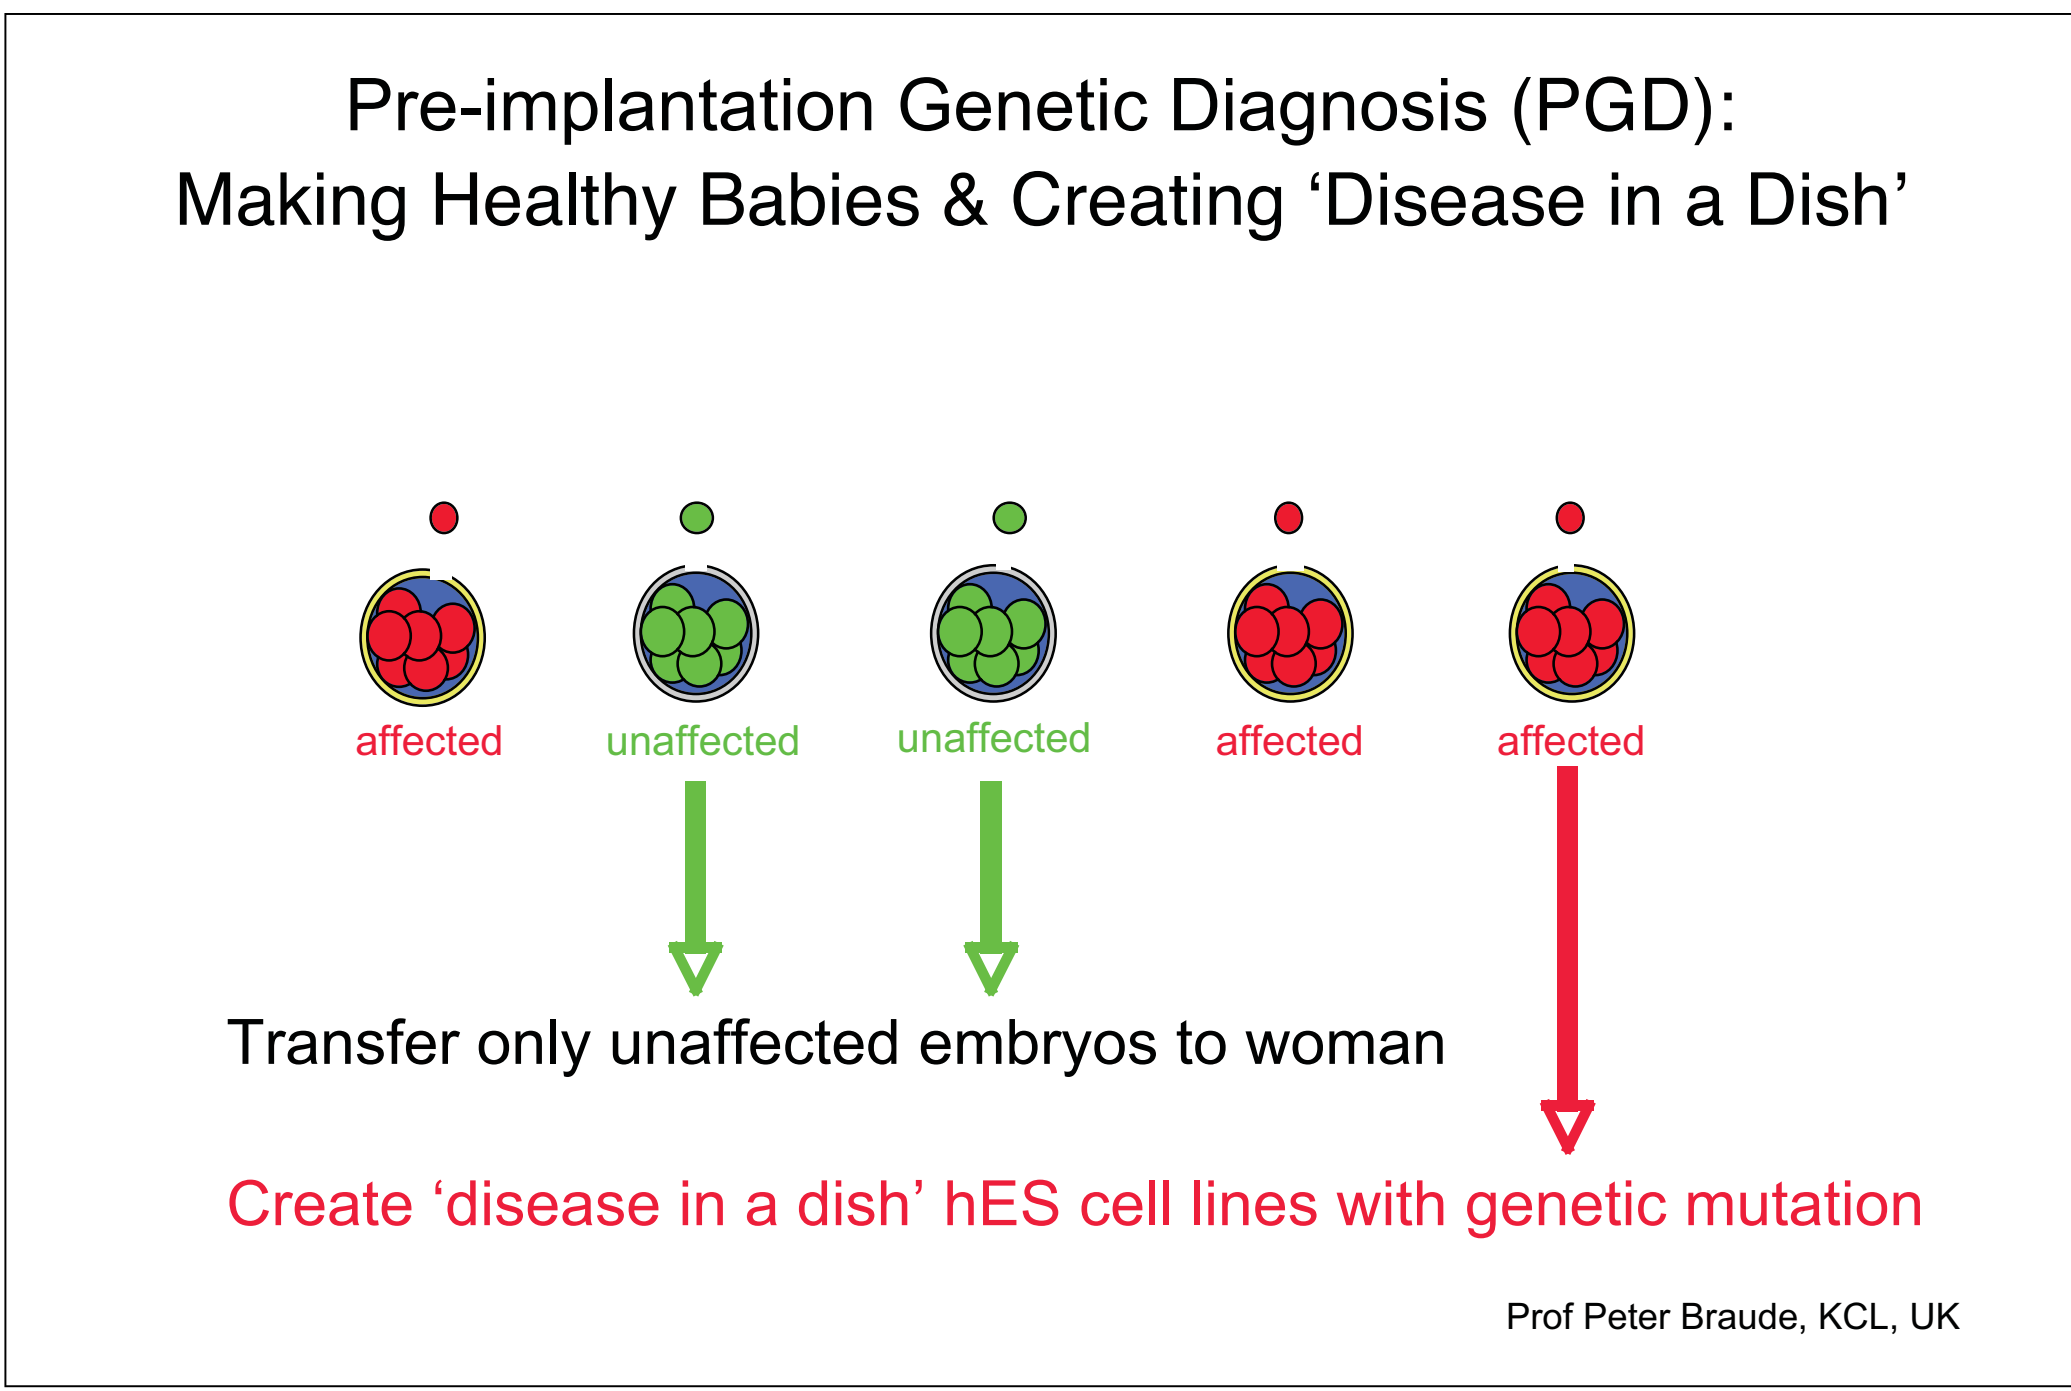 Pre-implantation Genetic Diagnosis (PGD):
Making Healthy Babies & Creating ‘Disease in a Dish’
affected
unaffected
unaffected
affected
affected
Transfer only unaffected embryos to woman
Create ‘disease in a dish’ hES cell lines with genetic mutation
Prof Peter Braude, KCL, UK